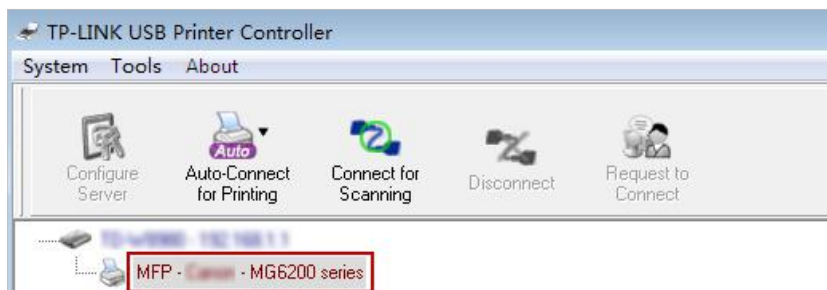 TP-LINK USB Printer Controller
System Tools About
Auto
Configure Server
Auto-Connect for Printing
Connect for Scanning
Disconnect
Request to Connect
MFP - - MG6200 series